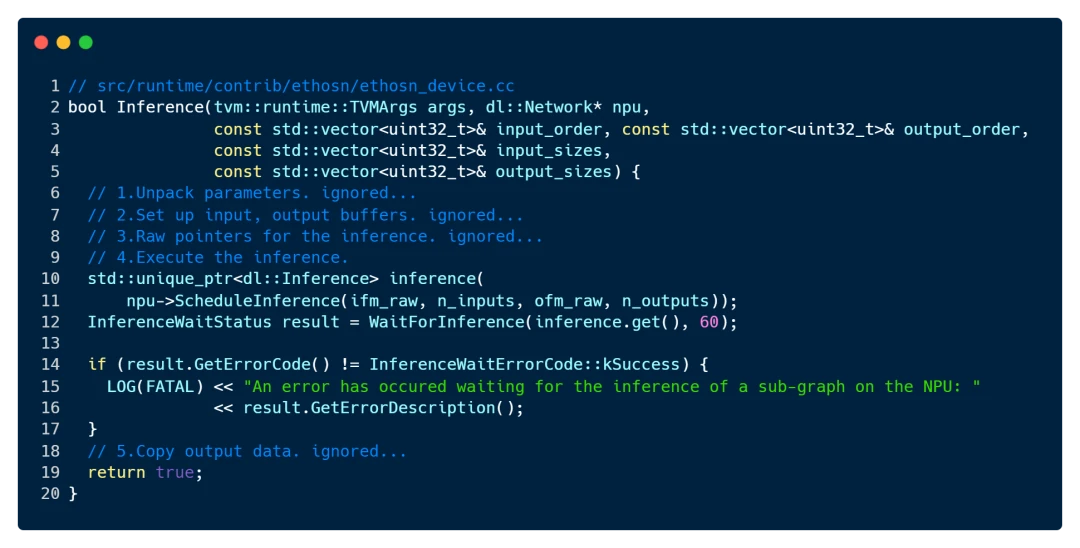 1 // src/runtime/contrib/ethosn/ethosn_device.cc
2 bool Inference(tvm::runtime::TVMArgs args, dl::Network* npu,
3                const std::vector<uint32_t>& input_order, const std::vector<uint32_t>& output_order,
4                const std::vector<uint32_t>& input_sizes,
5                const std::vector<uint32_t>& output_sizes) {
6   // 1.Unpack parameters. ignored...
7   // 2.Set up input, output buffers. ignored...
8   // 3.Raw pointers for the inference. ignored...
9   // 4.Execute the inference.
10   std::unique_ptr<dl::Inference> inference(
11       npu->ScheduleInference(ifm_raw, n_inputs, ofm_raw, n_outputs));
12   InferenceWaitStatus result = WaitForInference(inference.get(), 60);
13
14   if (result.GetErrorCode() != InferenceWaitErrorCode::kSuccess) {
15     LOG(FATAL) << "An error has occured waiting for the inference of a sub-graph on the NPU: "
16                << result.GetErrorDescription();
17   }
18   // 5.Copy output data. ignored...
19   return true;
20 }